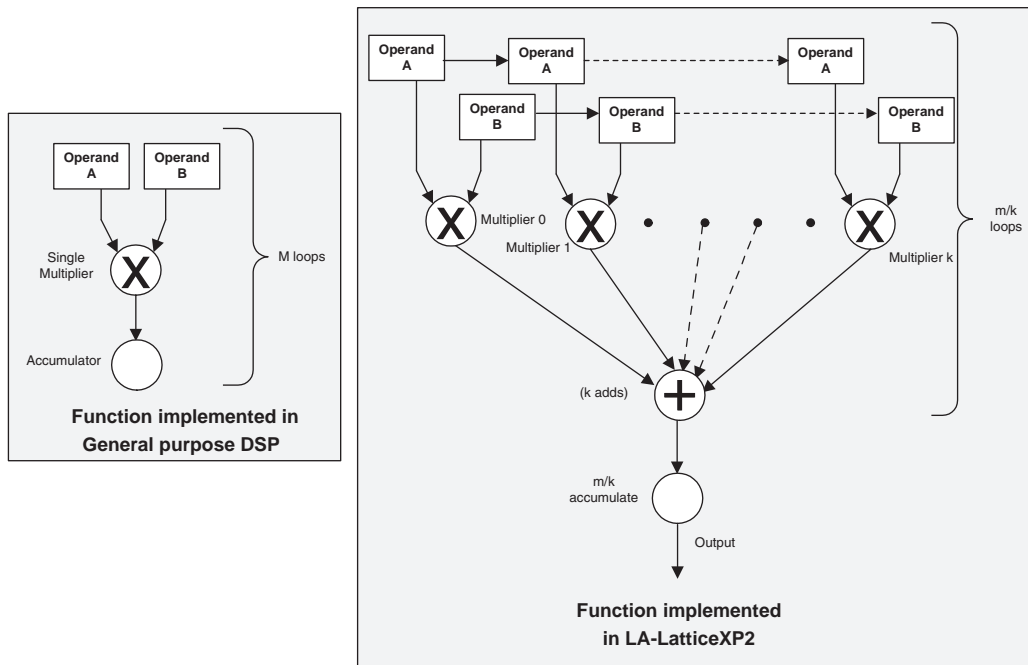 Operand
A
Operand
B
Single
Multiplier
X
M loops
Accumulator
Function implemented in
General purpose DSP
Operand
A
Operand
A
Operand
A
Operand
B
Operand
B
Operand
B
X
Multiplier 0
X
Multiplier 1
X
Multiplier k
m/k
loops
(k adds)
+
m/k
accumulate
Output
Function implemented
in LA-LatticeXP2